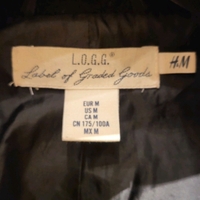 L.O.G.G.®
Label of Graded Goods
H&M
EUR M
US M
CA M
CN 175/100A
MX M